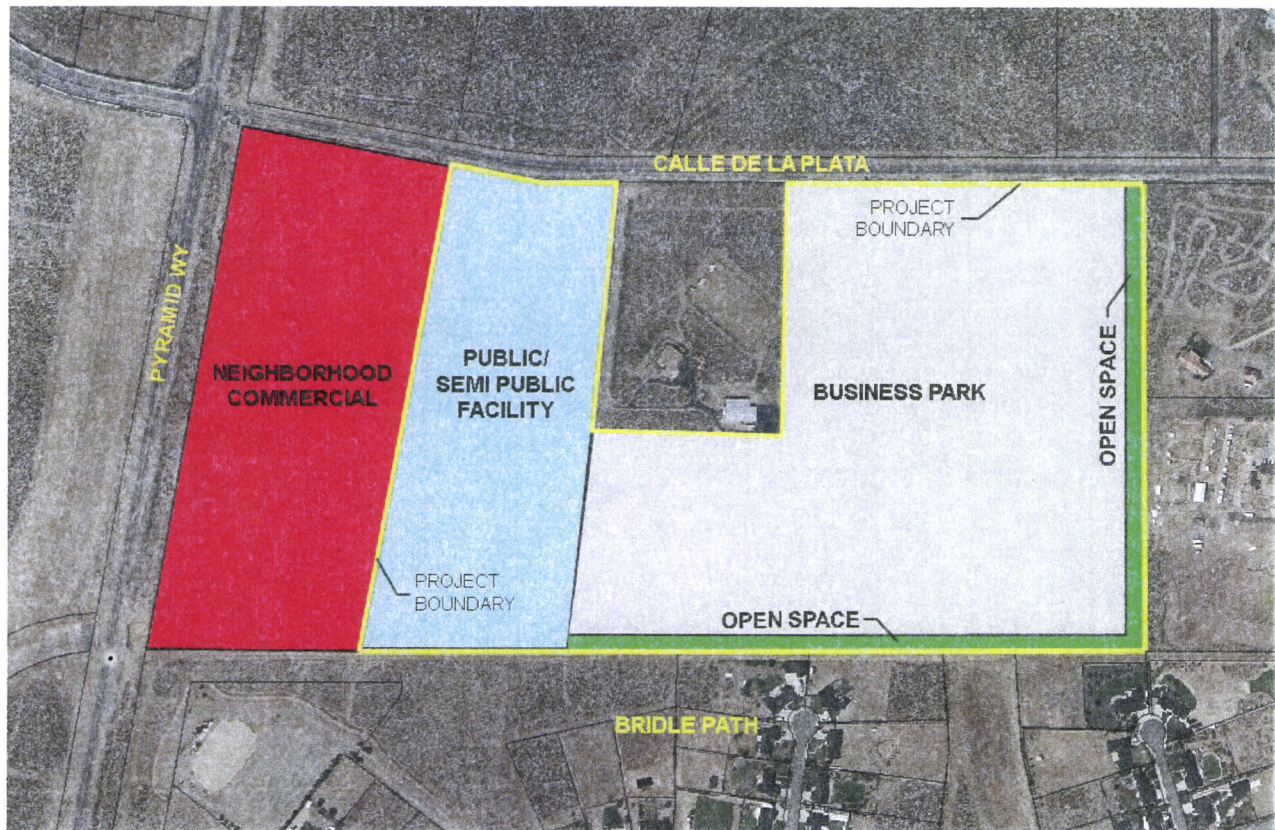 CALLE DE LA PLATA
PROJECT
BOUNDARY
PYRAMID WY
NEIGHBORHOOD
COMMERCIAL
PUBLIC/
SEMI PUBLIC
FACILITY
BUSINESS PARK
OPEN SPACE
PROJECT
BOUNDARY
OPEN SPACE
BRIDLE PATH